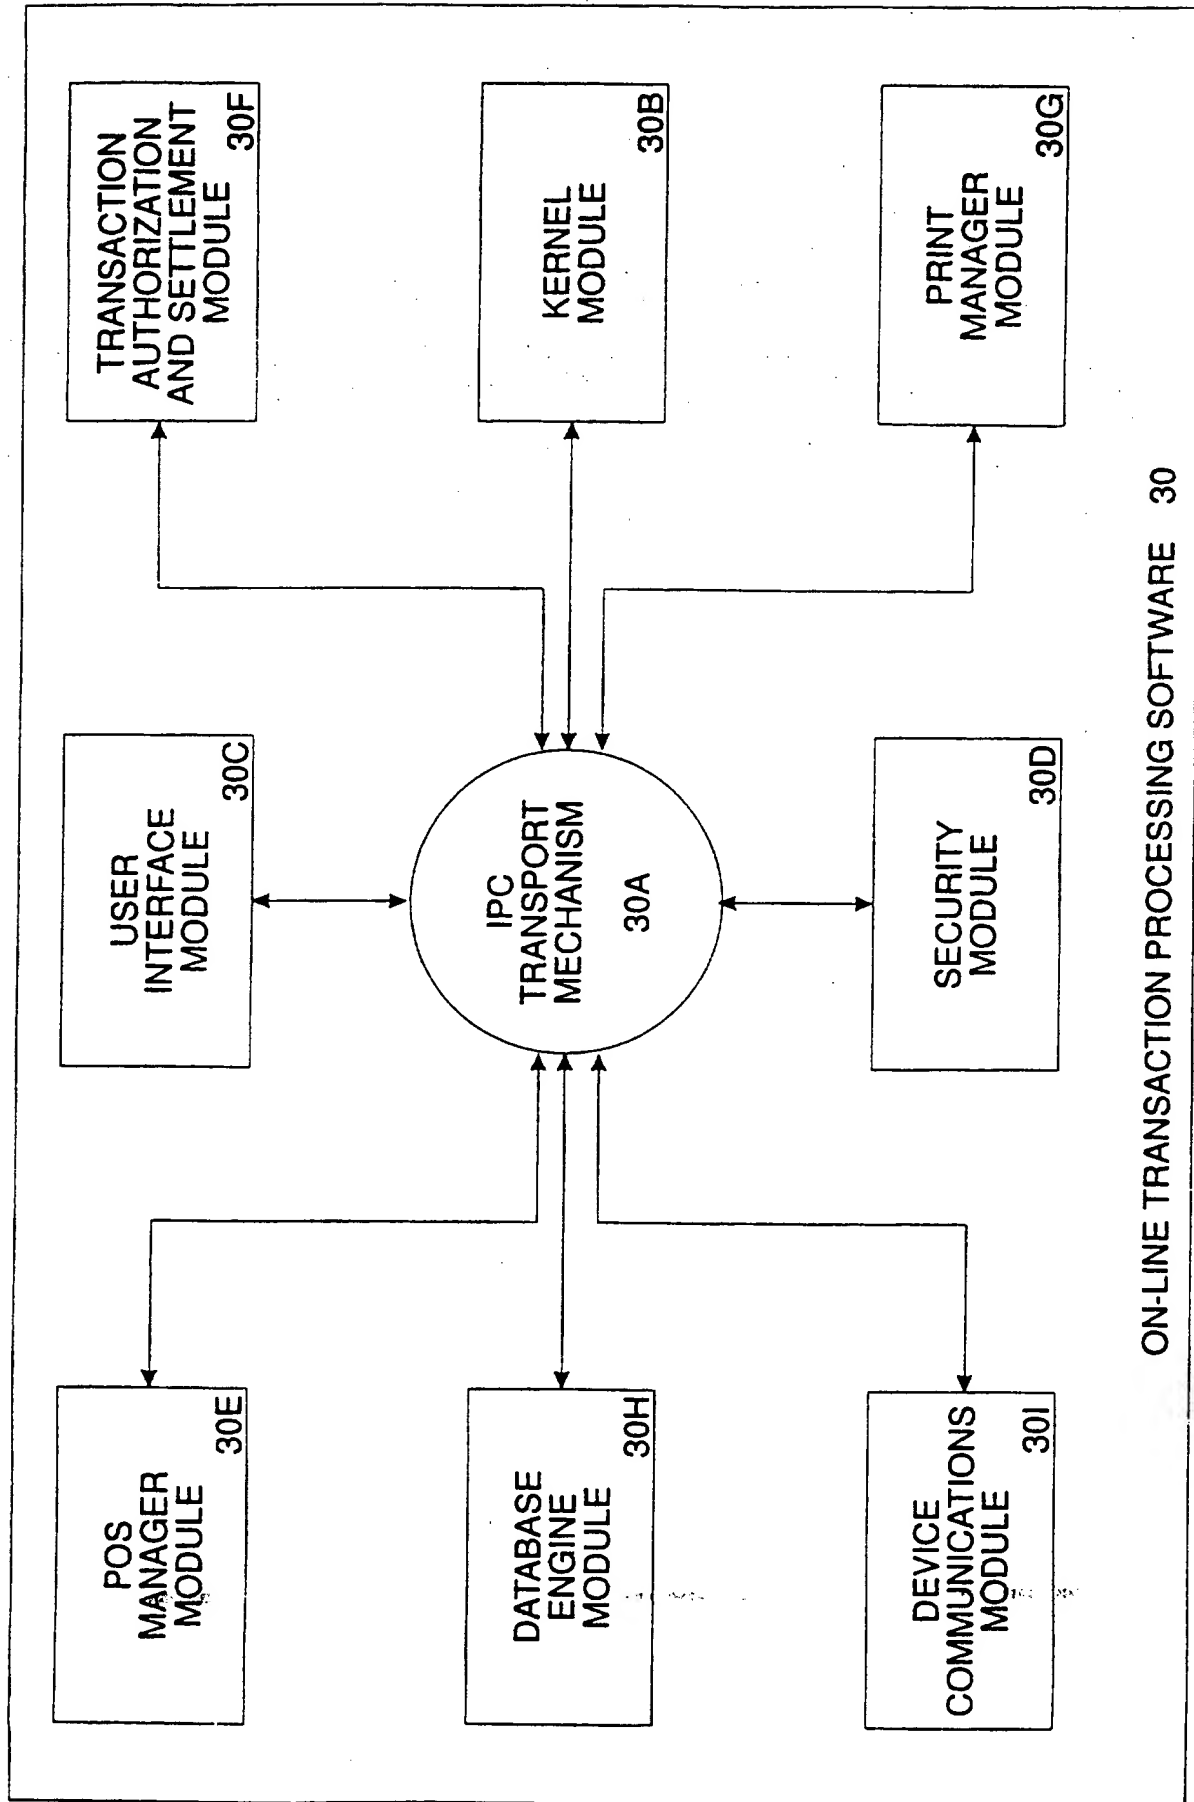 POS
MANAGER
MODULE
30E
USER
INTERFACE
MODULE
30C
TRANSACTION
AUTHORIZATION
AND SETTLEMENT
MODULE
30F
DATABASE
ENGINE
MODULE
30H
IPC
TRANSPORT
MECHANISM
30A
KERNEL
MODULE
30B
DEVICE
COMMUNICATIONS
MODULE
30I
SECURITY
MODULE
30D
PRINT
MANAGER
MODULE
30G
ON-LINE TRANSACTION PROCESSING SOFTWARE 30